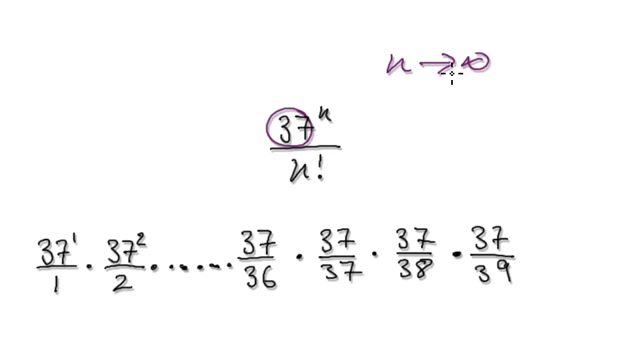 n → ∞
37^n
n!
37^1/1 · 37^2/2 · ...... 37/36 · 37/37 · 37/38 · 37/39